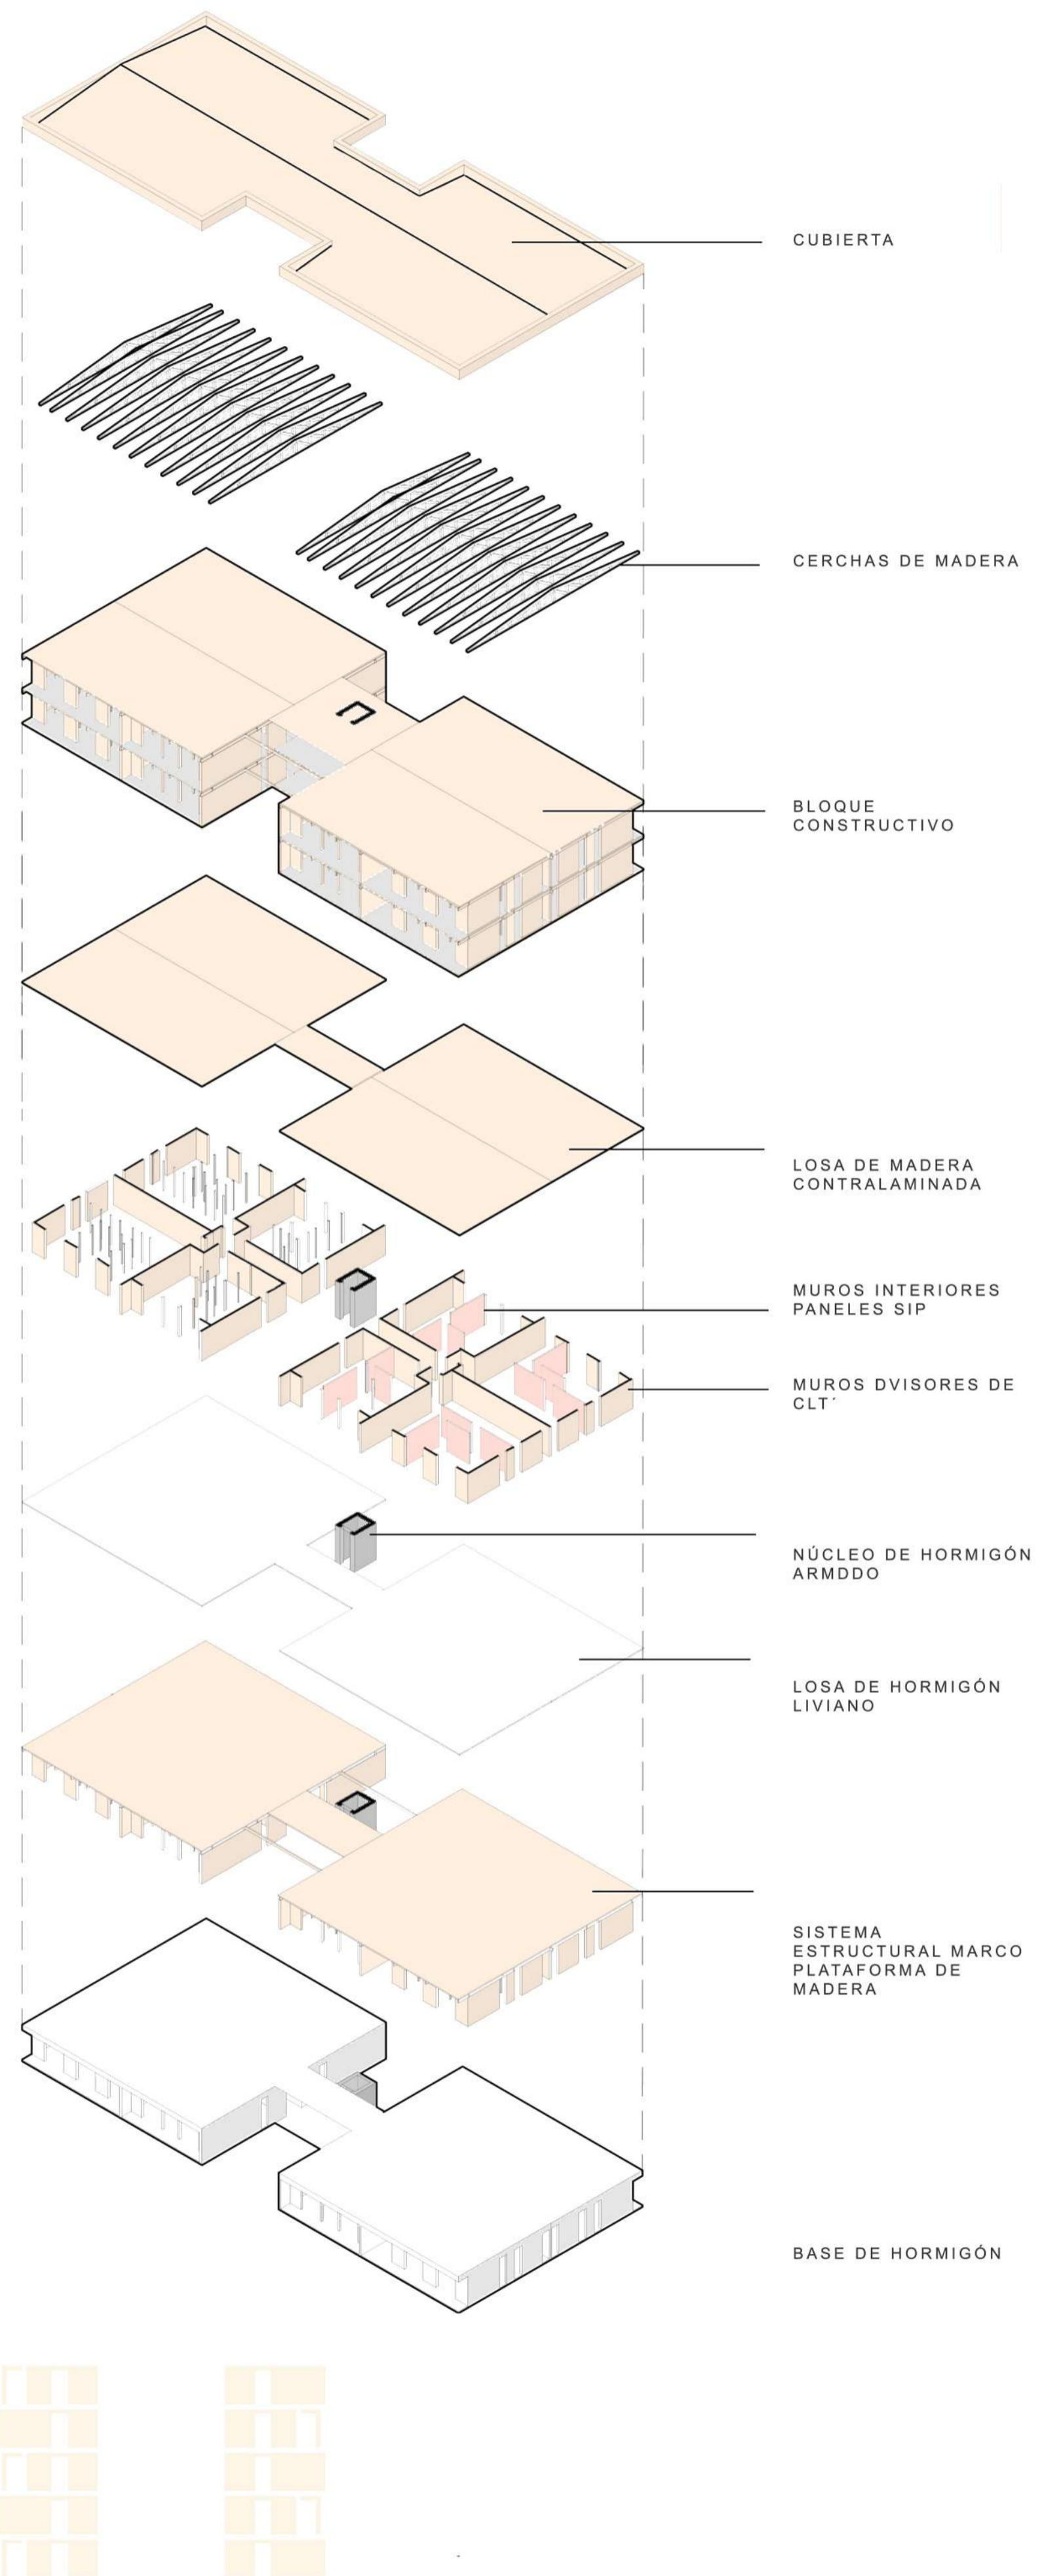 CUBIERTA
CERCHAS DE MADERA
BLOQUE
CONSTRUCTIVO
LOSA DE MADERA
CONTRALAMINADA
MUROS INTERIORES
PANELES SIP
MUROS DVISORES DE
CLT´
NÚCLEO DE HORMIGÓN
ARMDDO
LOSA DE HORMIGÓN
LIVIANO
SISTEMA
ESTRUCTURAL MARCO
PLATAFORMA DE
MADERA
BASE DE HORMIGÓN